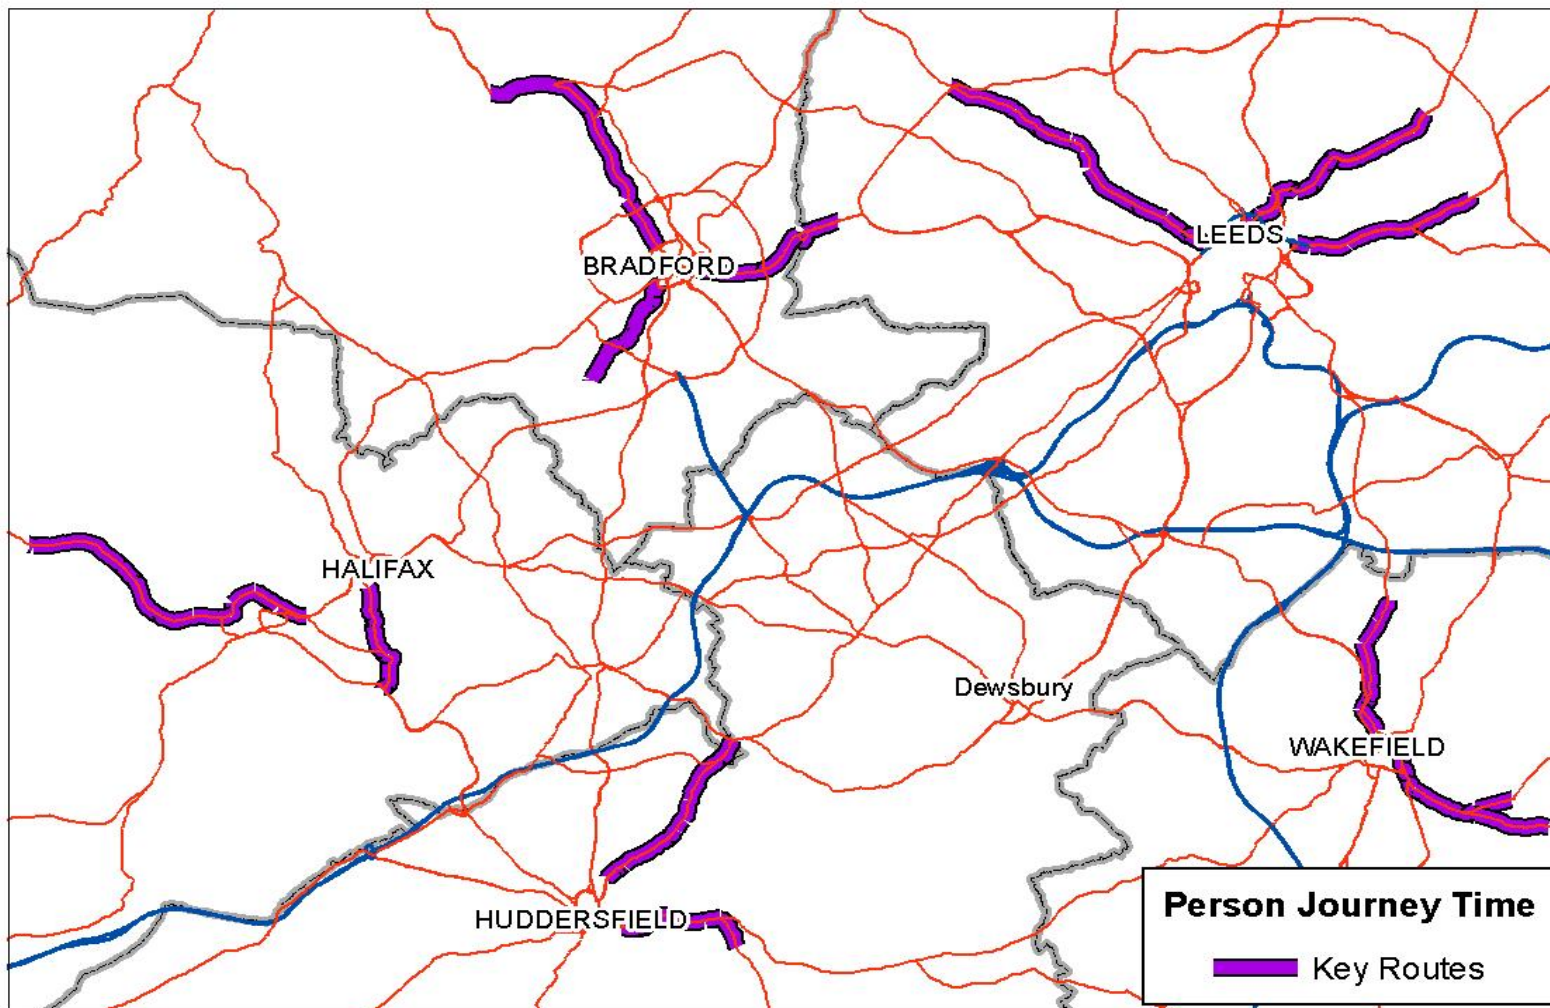 LEEDS
BRADFORD
HALIFAX
Dewsbury
WAKEFIELD
HUDDERSFIELD
Person Journey Time
Key Routes